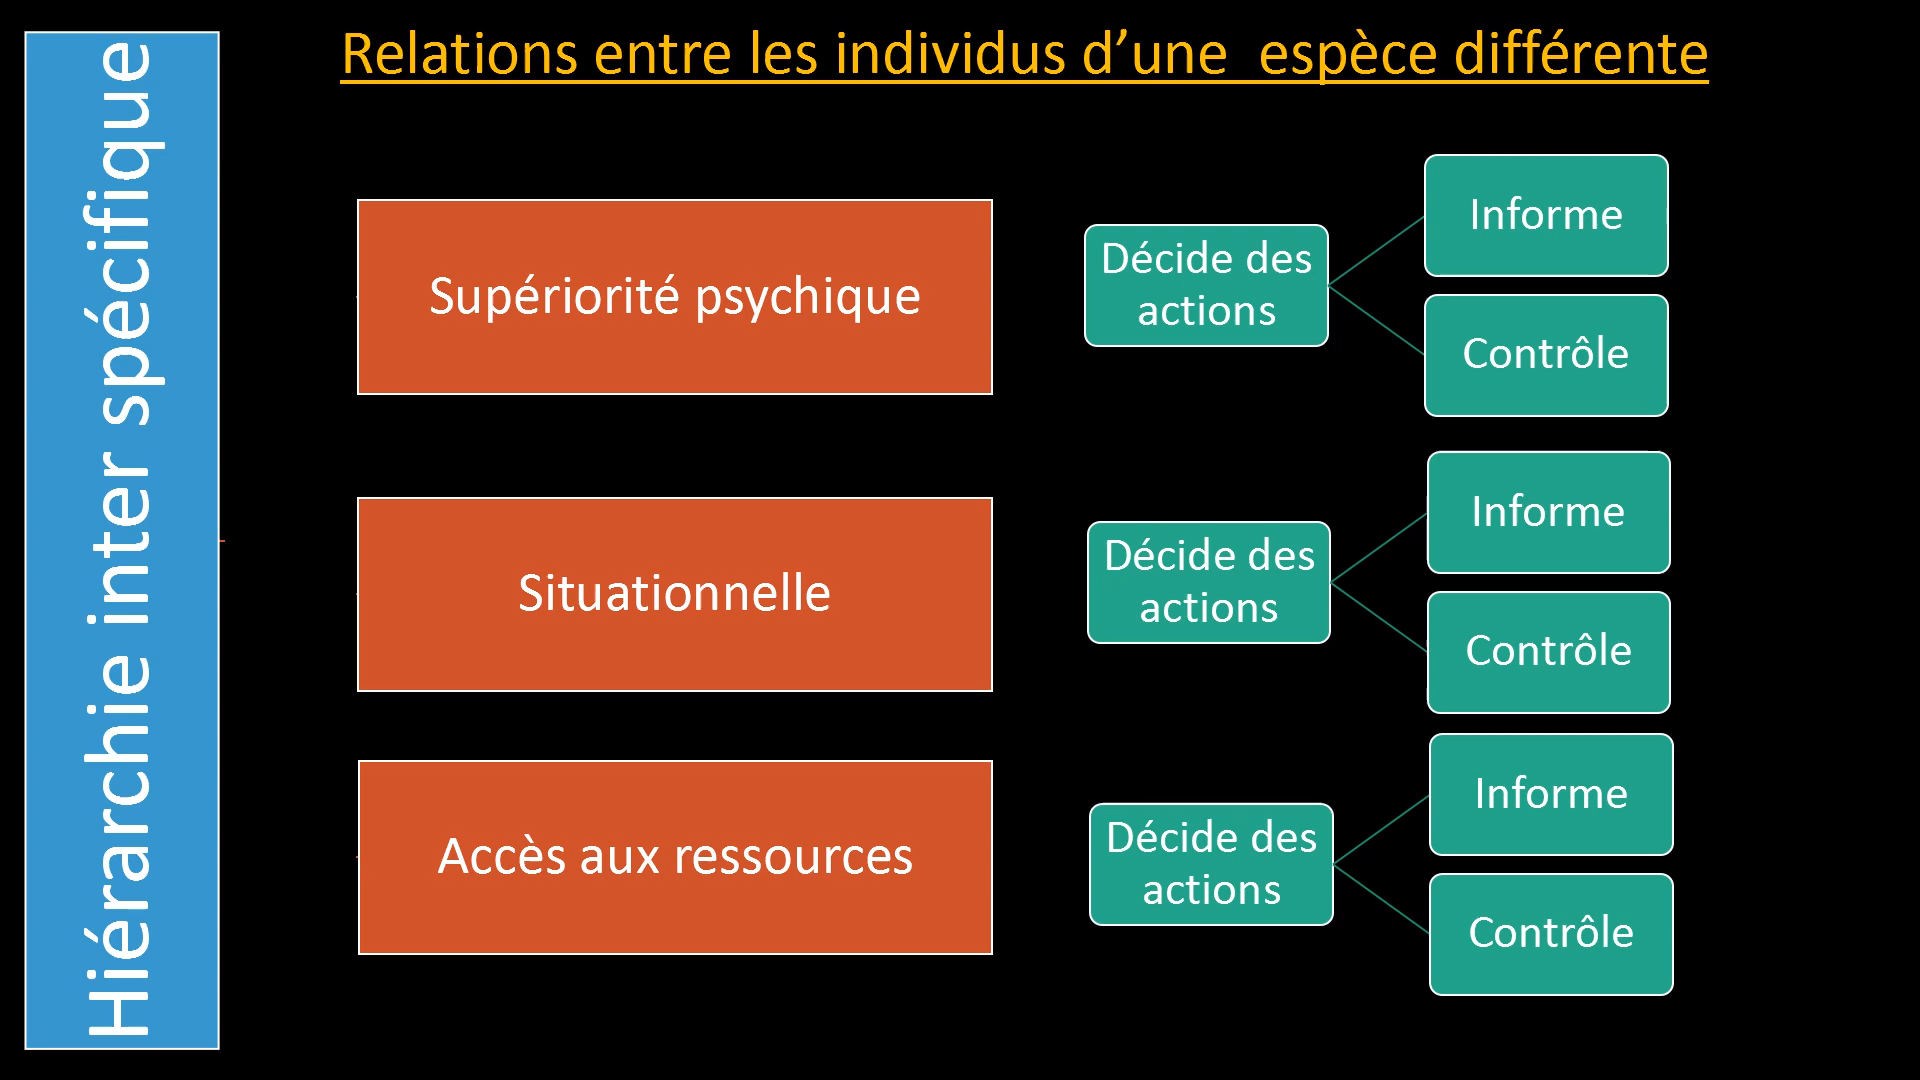 Relations entre les individus d’une  espèce différente
Hiérarchie inter spécifique
Supériorité psychique
Décide des
actions
Informe
Contrôle
Situationnelle
Décide des
actions
Informe
Contrôle
Accès aux ressources
Décide des
actions
Informe
Contrôle